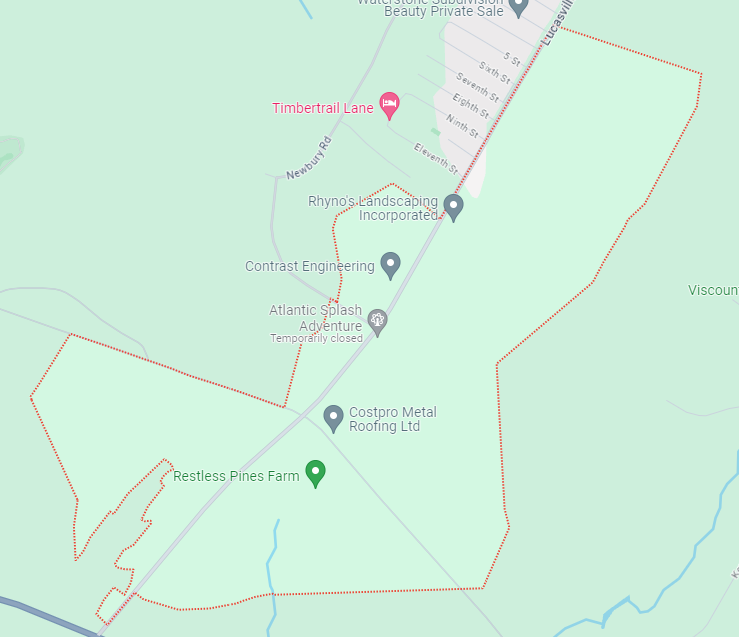 Waterstone Subdivision
Beauty Private Sale
Lucasvil
5 St
Sixth St
Seventh St
Eighth St
Ninth St
Eleventh St
Timbertrail Lane
Newbury Rd
Rhyno's Landscaping
Incorporated
Contrast Engineering
Atlantic Splash
Adventure
Temporarily closed
Viscoun
Costpro Metal
Roofing Ltd
Restless Pines Farm